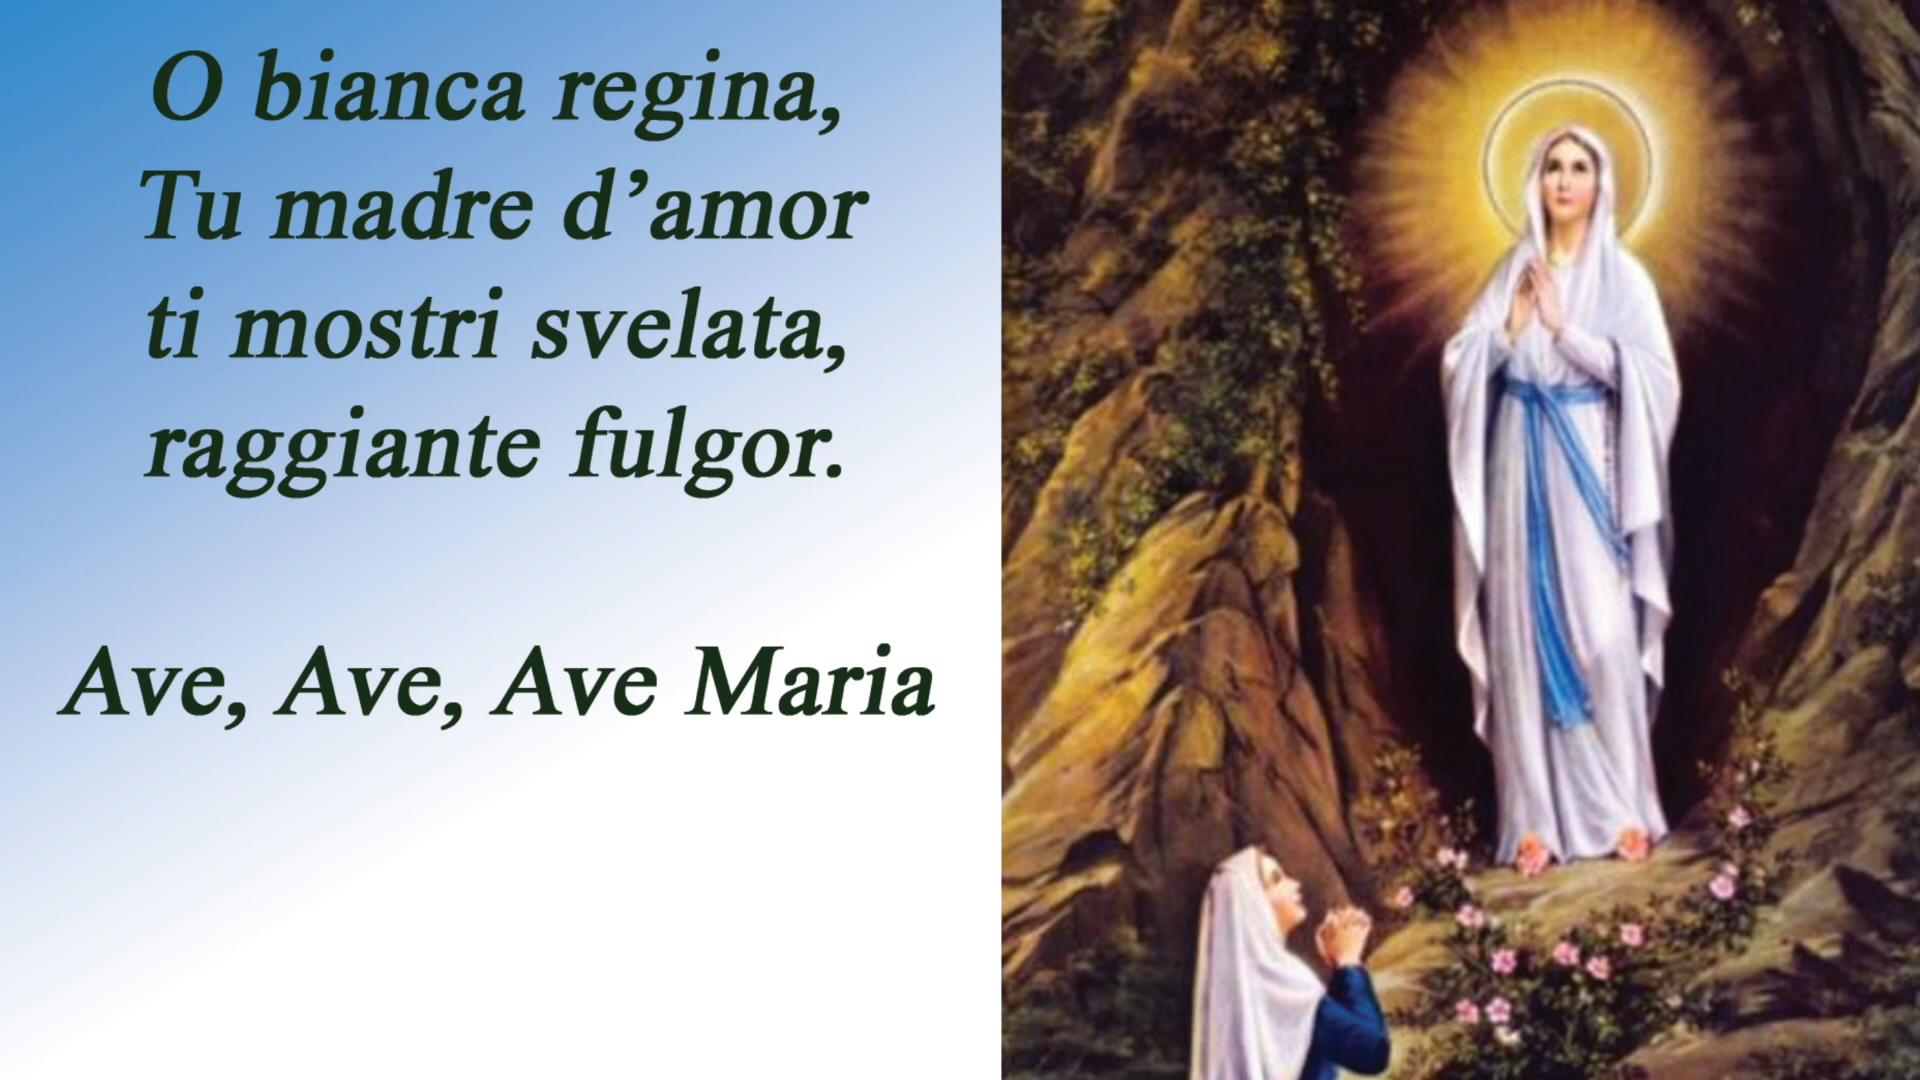 O bianca regina,
Tu madre d’amor
ti mostri svelata,
raggiante fulgor.
Ave, Ave, Ave Maria